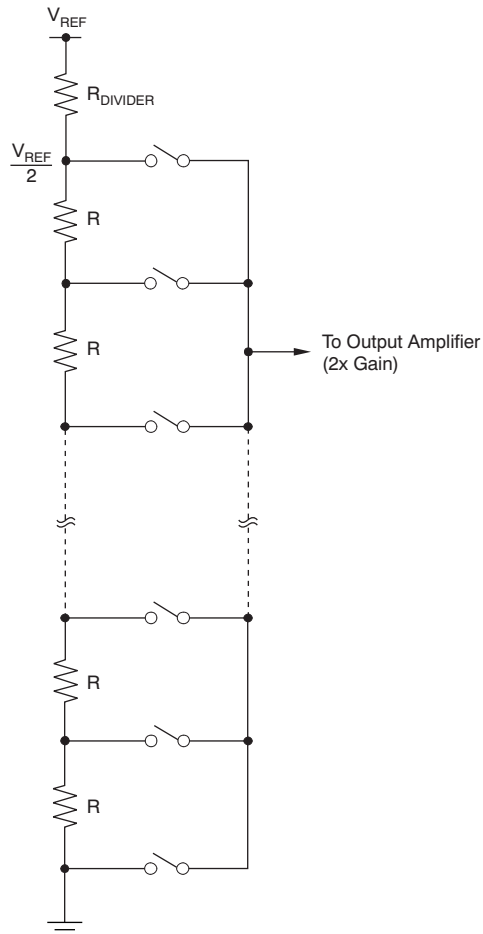 V_REF
R_DIVIDER
V_REF
2
R
R
To Output Amplifier
(2x Gain)
R
R